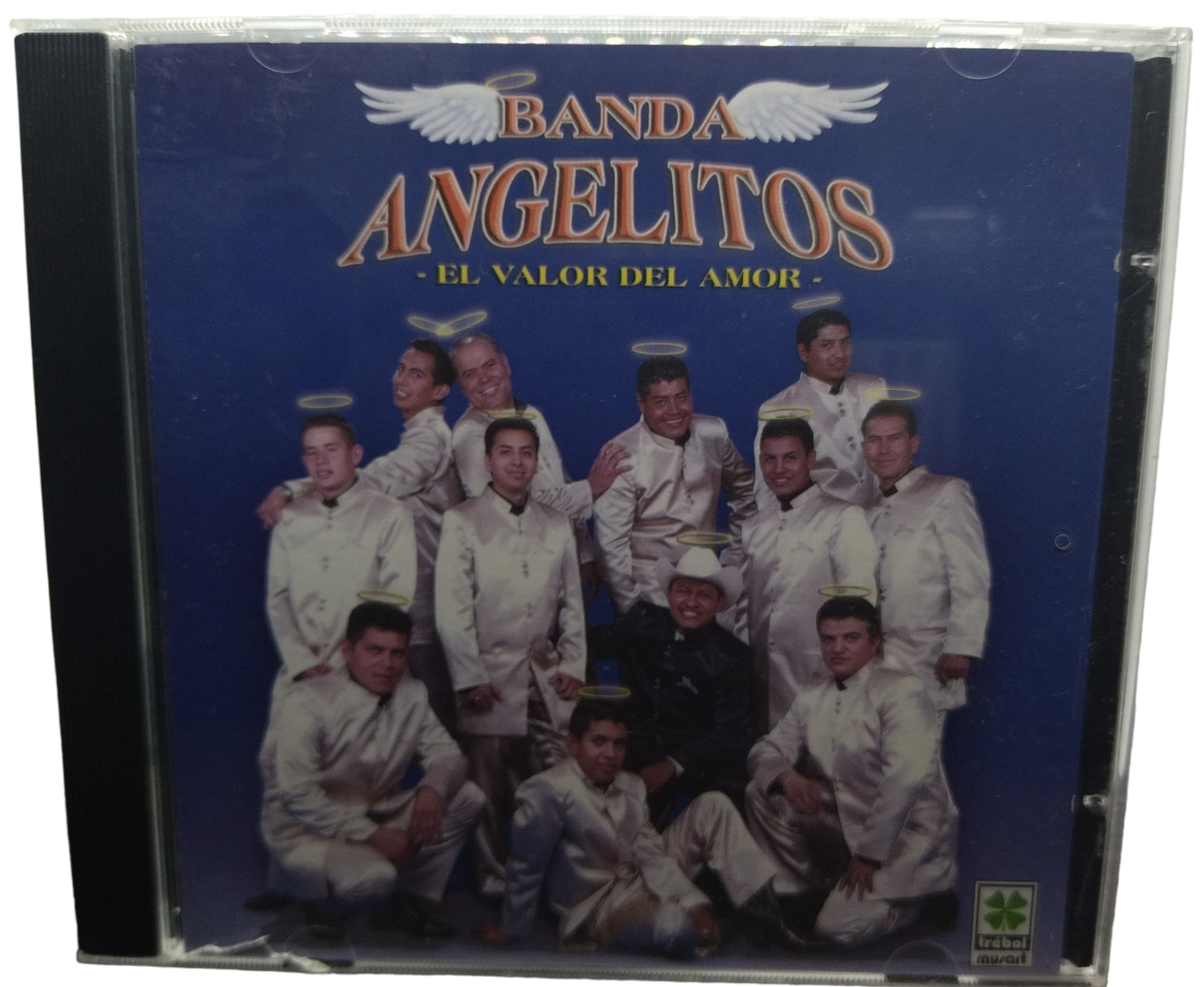 BANDA
ANGELITOS
- EL VALOR DEL AMOR -
trébol
musart